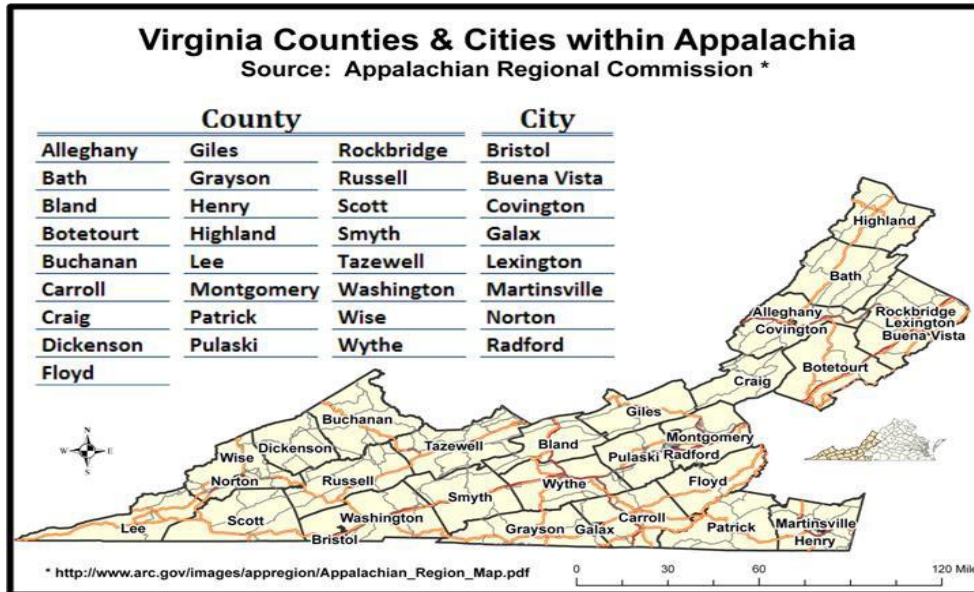 Virginia Counties & Cities within Appalachia
Source: Appalachian Regional Commission *
County City
Alleghany Giles Rockbridge Bristol
Bath Grayson Russell Buena Vista
Bland Henry Scott Covington
Botetourt Highland Smyth Galax
Buchanan Lee Tazewell Lexington
Carroll Montgomery Washington Martinsville
Craig Patrick Wise Norton
Dickenson Pulaski Wythe Radford
Floyd
Highland
Bath
Alleghany
Covington
Rockbridge
Lexington
Buena Vista
Botetourt
Craig
Giles
Buchanan
Dickenson
Tazewell
Bland
Montgomery
Radford
Pulaski
Wise
Norton
Russell
Smyth
Wythe
Floyd
Lee
Scott
Washington
Bristol
Grayson
Galax
Carroll
Patrick
Martinsville
Henry
N
W E
S
* http://www.arc.gov/images/appregion/Appalachian_Region_Map.pdf
0 30 60 120 Mile